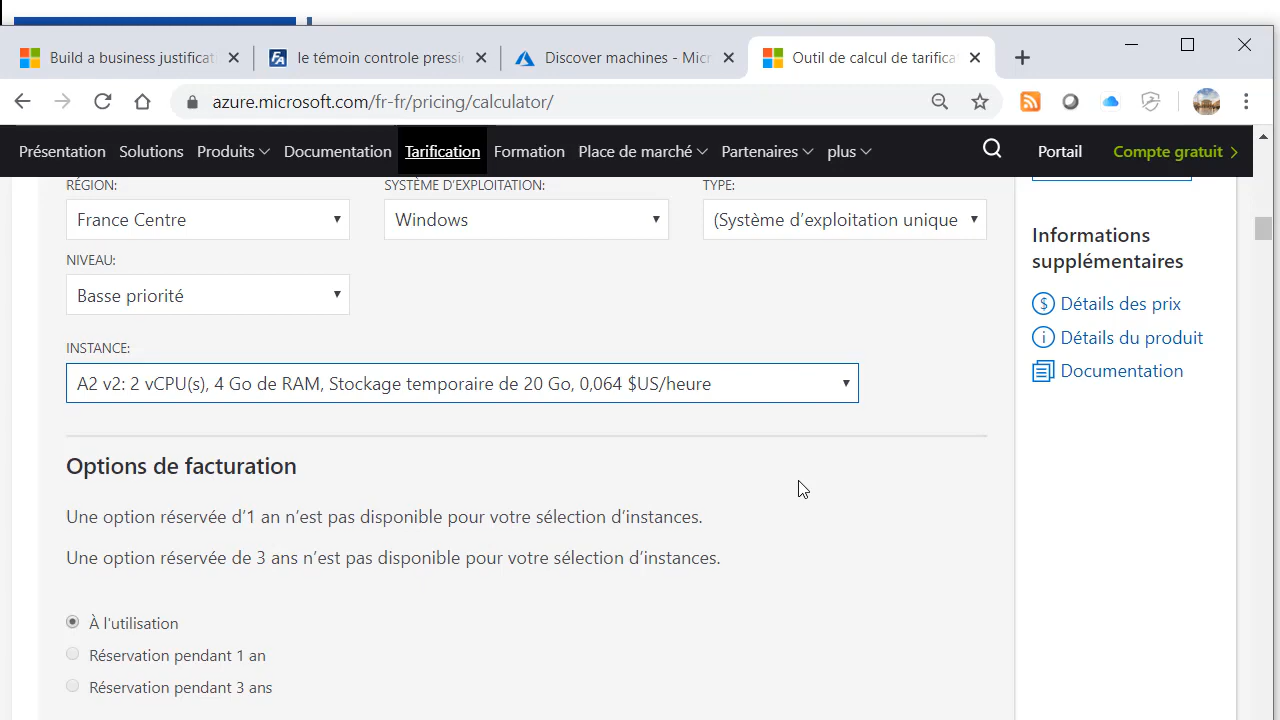 Build a business justificat
le témoin controle pressi
Discover machines - Micr
Outil de calcul de tarifica
azure.microsoft.com/fr-fr/pricing/calculator/
Présentation Solutions Produits Documentation Tarification Formation Place de marché Partenaires plus Portail Compte gratuit
RÉGION: SYSTÈME D'EXPLOITATION: TYPE:
France Centre Windows (Système d’exploitation unique
NIVEAU:
Basse priorité
INSTANCE:
A2 v2: 2 vCPU(s), 4 Go de RAM, Stockage temporaire de 20 Go, 0,064 $US/heure
Options de facturation
Une option réservée d’1 an n’est pas disponible pour votre sélection d’instances.
Une option réservée de 3 ans n’est pas disponible pour votre sélection d’instances.
À l'utilisation
Réservation pendant 1 an
Réservation pendant 3 ans
Informations
supplémentaires
Détails des prix
Détails du produit
Documentation